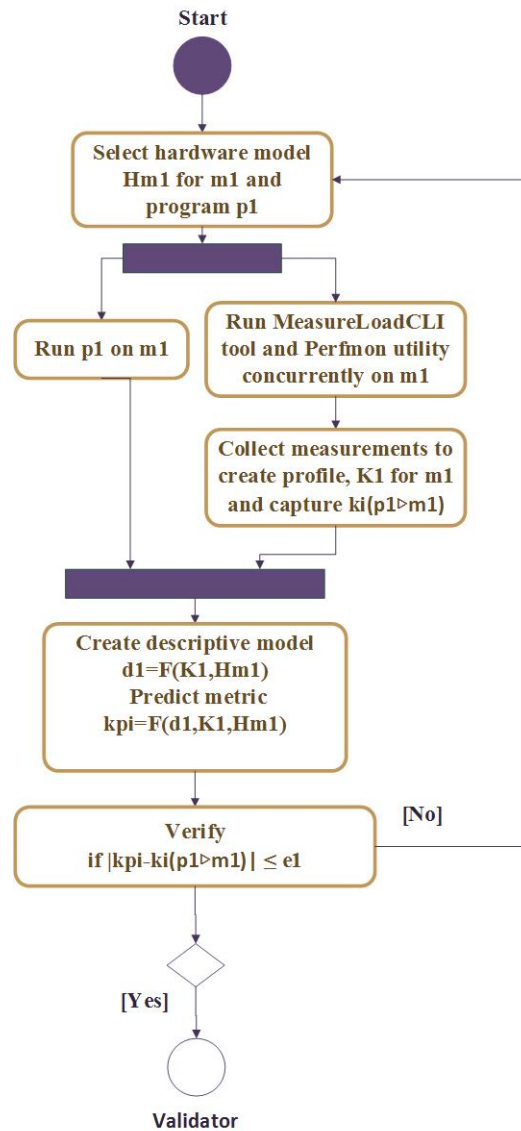 Start
Select hardware model
Hm1 for m1 and
program p1
Run p1 on m1
Run MeasureLoadCLI
tool and Perfmon utility
concurrently on m1
Collect measurements to
create profile, K1 for m1
and capture ki(p1▹m1)
Create descriptive model
d1=F(K1,Hm1)
Predict metric
kpi=F(d1,K1,Hm1)
Verify
if |kpi-ki(p1▹m1)| ≤ e1
[No]
[Yes]
Validator